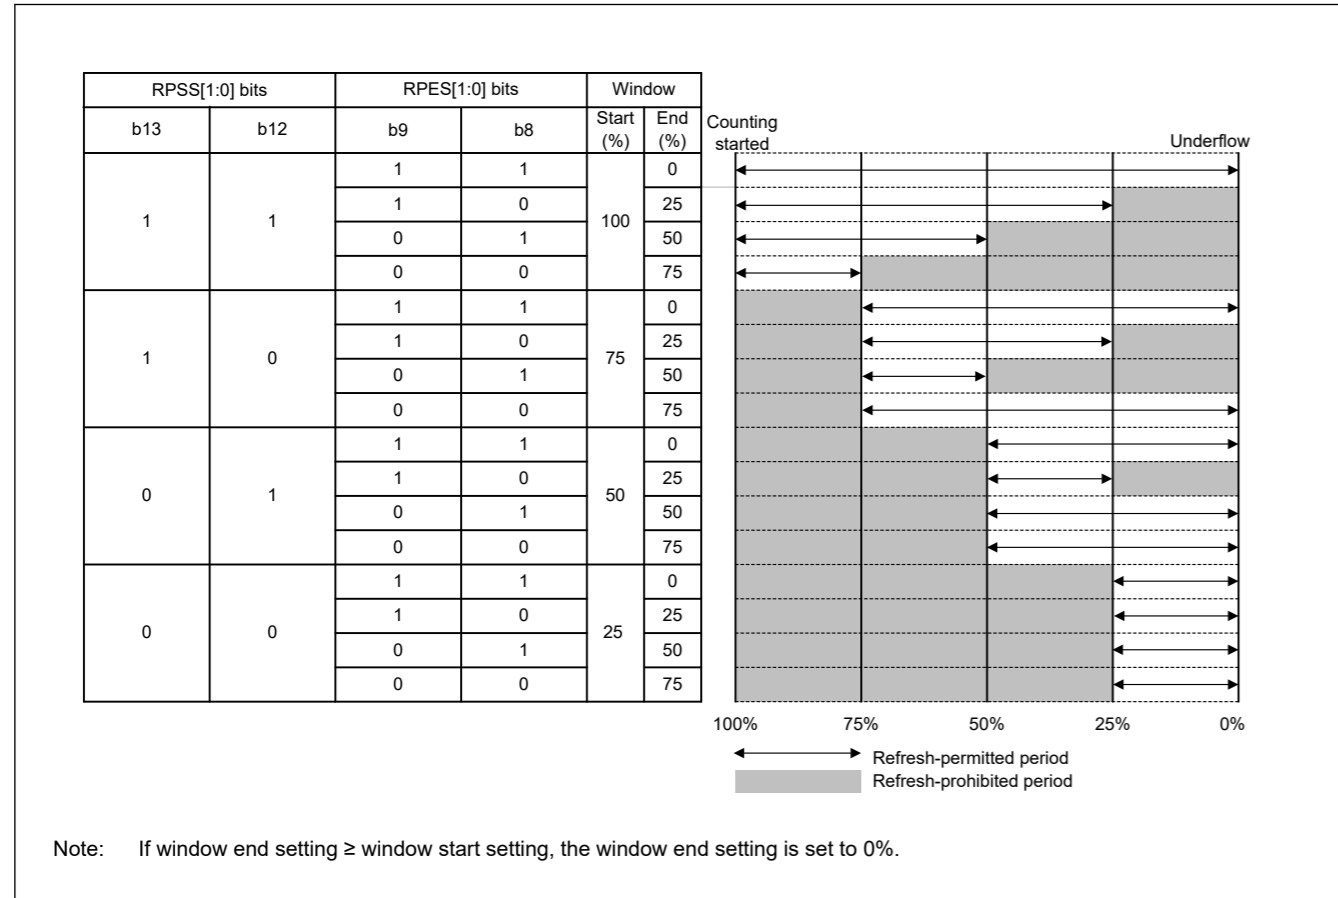 RPSS[1:0] bits RPES[1:0] bits Window
b13 b12 b9 b8 Start (%) End (%) Counting started Underflow
1 1 1 1 100 0
1 0 25
0 1 50
0 0 75
1 0 1 1 75 0
1 0 25
0 1 50
0 0 75
0 1 1 1 50 0
1 0 25
0 1 50
0 0 75
0 0 1 1 25 0
1 0 25
0 1 50
0 0 75
100% 75% 50% 25% 0%
Refresh-permitted period
Refresh-prohibited period
Note: If window end setting ≥ window start setting, the window end setting is set to 0%.